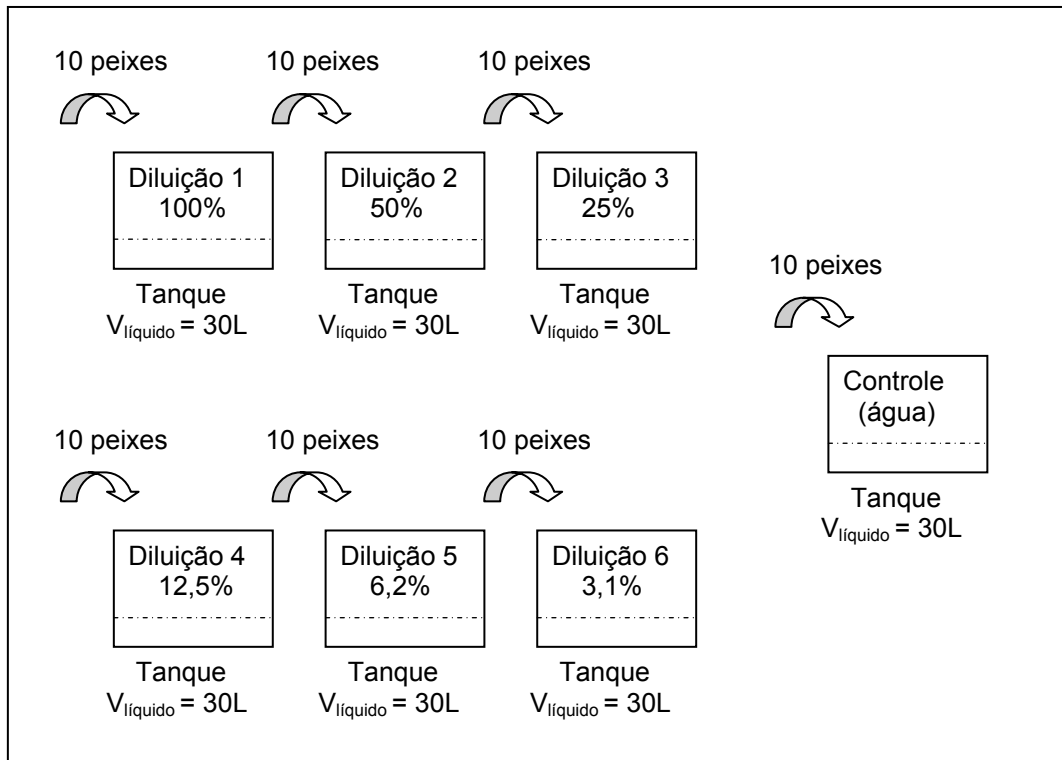 10 peixes 10 peixes 10 peixes
Diluição 1 Diluição 2 Diluição 3
100% 50% 25%
Tanque Tanque Tanque
Vlíquido = 30L Vlíquido = 30L Vlíquido = 30L
10 peixes
Controle
(água)
Tanque
Vlíquido = 30L
10 peixes 10 peixes 10 peixes
Diluição 4 Diluição 5 Diluição 6
12,5% 6,2% 3,1%
Tanque Tanque Tanque
Vlíquido = 30L Vlíquido = 30L Vlíquido = 30L